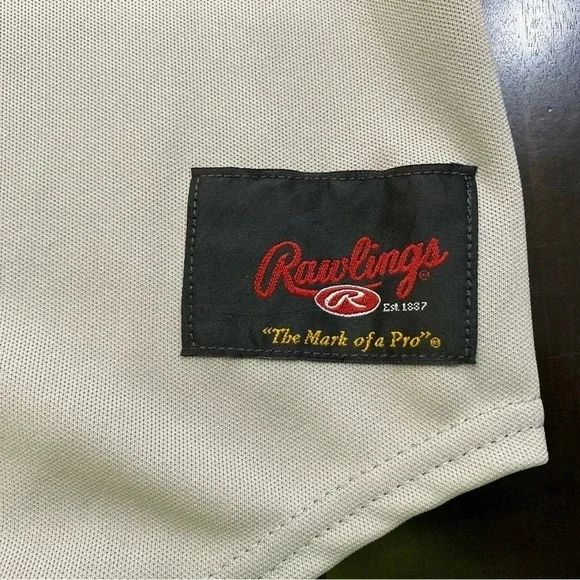 Rawlings®
R
Est. 1887
"The Mark of a Pro"®